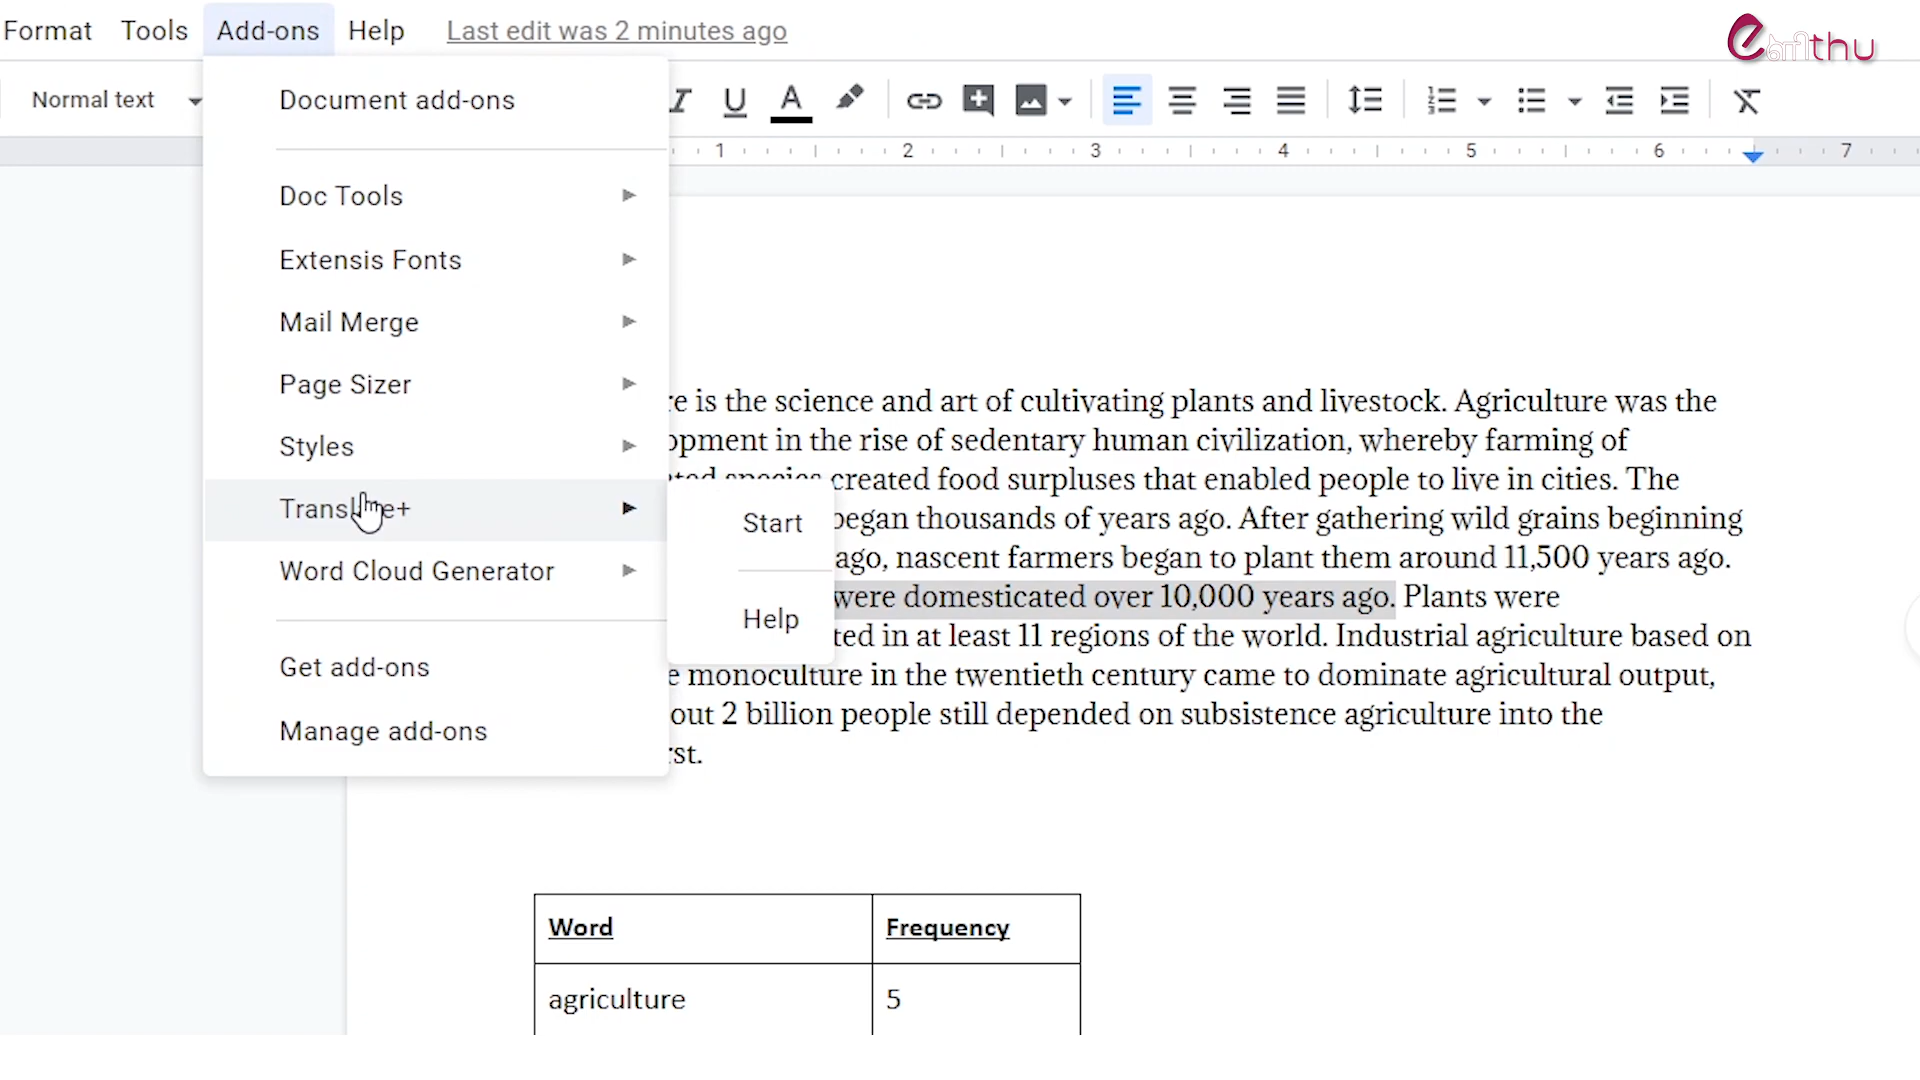 Format Tools Add-ons Help Last edit was 2 minutes ago
eளிthu
Normal text
1 2 3 4 5 6 7
Document add-ons
Doc Tools
Extensis Fonts
Mail Merge
Page Sizer
Styles
Word Cloud Generator
Get add-ons
Manage add-ons
Start
Help
re is the science and art of cultivating plants and livestock. Agriculture was the
opment in the rise of sedentary human civilization, whereby farming of
created food surpluses that enabled people to live in cities. The
began thousands of years ago. After gathering wild grains beginning
ago, nascent farmers began to plant them around 11,500 years ago.
were domesticated over 10,000 years ago. Plants were
ted in at least 11 regions of the world. Industrial agriculture based on
e monoculture in the twentieth century came to dominate agricultural output,
out 2 billion people still depended on subsistence agriculture into the
rst.
Word Frequency
agriculture 5